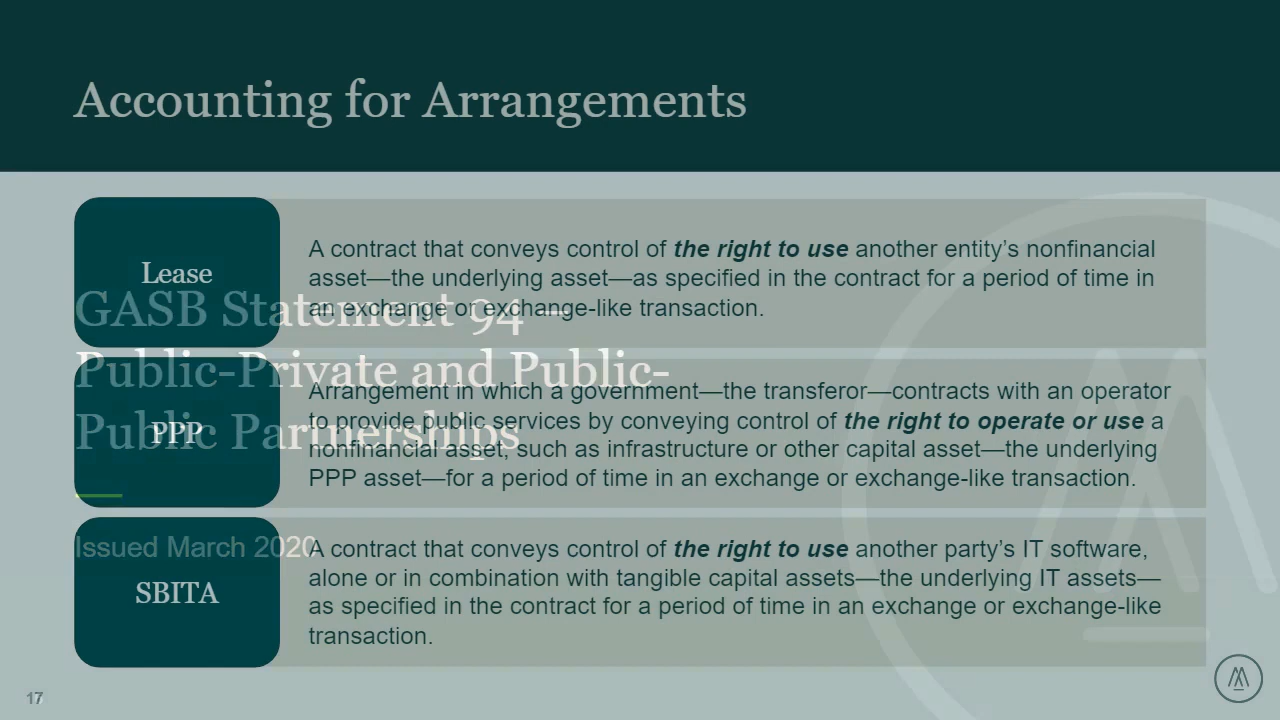 Accounting for Arrangements
Lease
A contract that conveys control of the right to use another entity’s nonfinancial
asset—the underlying asset—as specified in the contract for a period of time in
an exchange or exchange-like transaction.
GASB Statement 94 –
Public-Private and Public-
Public Partnerships
PPP
Arrangement in which a government—the transferor—contracts with an operator
to provide public services by conveying control of the right to operate or use a
nonfinancial asset, such as infrastructure or other capital asset—the underlying
PPP asset—for a period of time in an exchange or exchange-like transaction.
Issued March 2020
SBITA
A contract that conveys control of the right to use another party’s IT software,
alone or in combination with tangible capital assets—the underlying IT assets—
as specified in the contract for a period of time in an exchange or exchange-like
transaction.
17